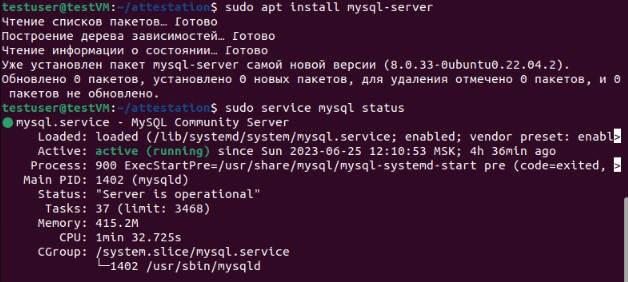 testuser@testVM:~/attestation$ sudo apt install mysql-server
Чтение списков пакетов… Готово
Построение дерева зависимостей… Готово
Чтение информации о состоянии… Готово
Уже установлен пакет mysql-server самой новой версии (8.0.33-0ubuntu0.22.04.2).
Обновлено 0 пакетов, установлено 0 новых пакетов, для удаления отмечено 0 пакетов, и 0
 пакетов не обновлено.
testuser@testVM:~/attestation$ sudo service mysql status
● mysql.service - MySQL Community Server
     Loaded: loaded (/lib/systemd/system/mysql.service; enabled; vendor preset: enabl>
     Active: active (running) since Sun 2023-06-25 12:10:53 MSK; 4h 36min ago
    Process: 900 ExecStartPre=/usr/share/mysql/mysql-systemd-start pre (code=exited, >
   Main PID: 1402 (mysqld)
     Status: "Server is operational"
      Tasks: 37 (limit: 3468)
     Memory: 415.2M
        CPU: 1min 32.725s
     CGroup: /system.slice/mysql.service
             └─1402 /usr/sbin/mysqld